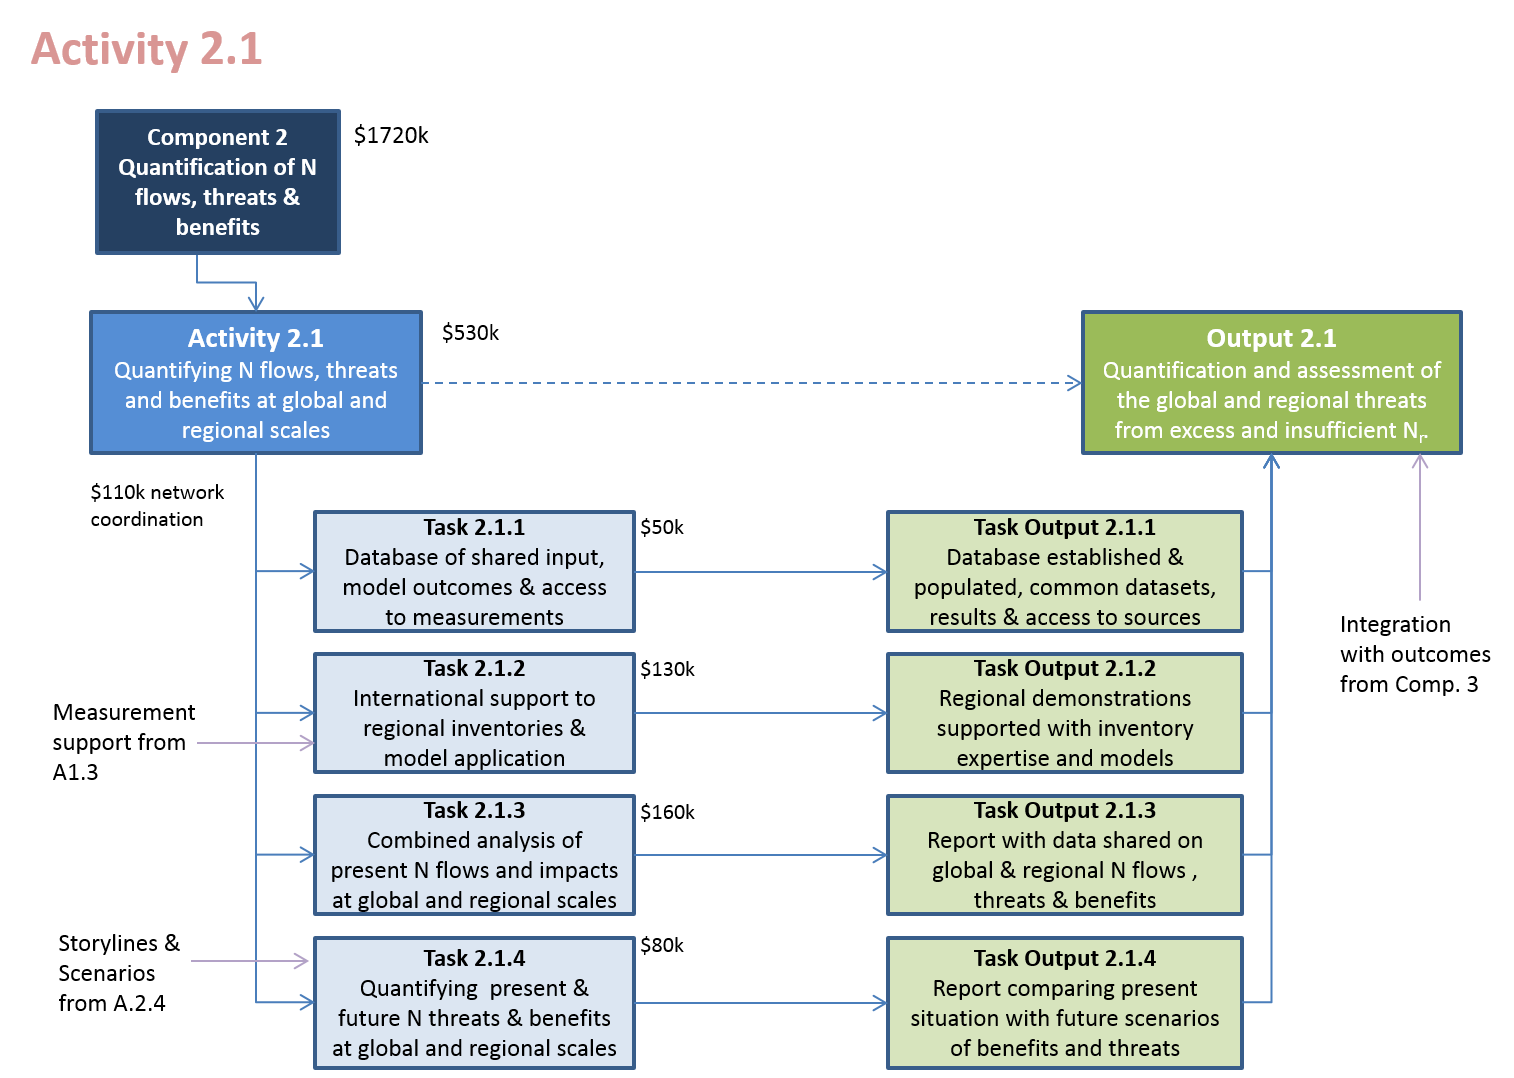 Activity 2.1
Component 2
Quantification of N
flows, threats &
benefits
$1720k
Activity 2.1
Quantifying N flows, threats
and benefits at global and
regional scales
$530k
Output 2.1
Quantification and assessment of
the global and regional threats
from excess and insufficient Nr.
$110k network
coordination
Task 2.1.1
Database of shared input,
model outcomes & access
to measurements
$50k
Task Output 2.1.1
Database established &
populated, common datasets,
results & access to sources
Integration
with outcomes
from Comp. 3
Measurement
support from
A1.3
Task 2.1.2
International support to
regional inventories &
model application
$130k
Task Output 2.1.2
Regional demonstrations
supported with inventory
expertise and models
Task 2.1.3
Combined analysis of
present N flows and impacts
at global and regional scales
$160k
Task Output 2.1.3
Report with data shared on
global & regional N flows ,
threats & benefits
Storylines &
Scenarios
from A.2.4
Task 2.1.4
Quantifying  present &
future N threats & benefits
at global and regional scales
$80k
Task Output 2.1.4
Report comparing present
situation with future scenarios
of benefits and threats